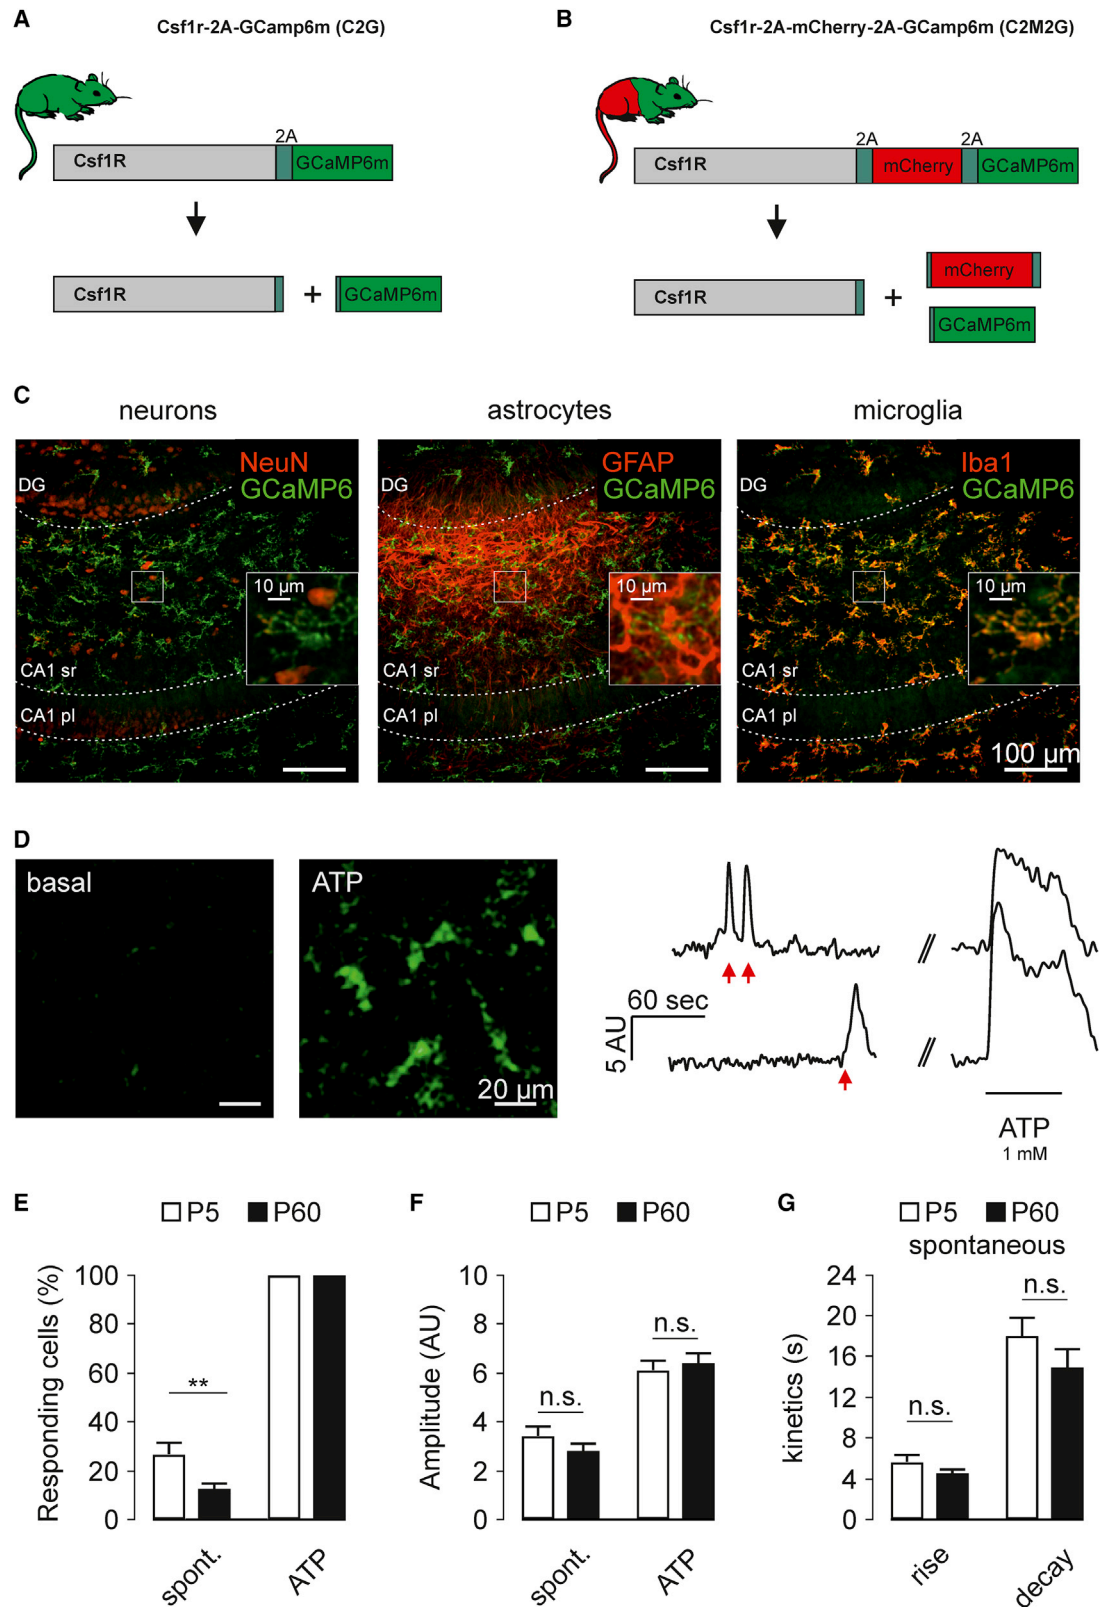 A
Csf1r-2A-GCamp6m (C2G)
2A
Csf1R
GCaMP6m
Csf1R
+
GCaMP6m
B
Csf1r-2A-mCherry-2A-GCamp6m (C2M2G)
2A
2A
Csf1R
mCherry
GCaMP6m
Csf1R
+
mCherry
GCaMP6m
C
neurons
astrocytes
microglia
NeuN
GCaMP6
DG
10 µm
CA1 sr
CA1 pl
GFAP
GCaMP6
DG
10 µm
CA1 sr
CA1 pl
Iba1
GCaMP6
DG
10 µm
CA1 sr
CA1 pl
100 µm
D
basal
ATP
20 µm
60 sec
5 AU
//
//
ATP
1 mM
E
P5
P60
Responding cells (%)
100
80
60
40
20
0
**
spont.
ATP
F
P5
P60
Amplitude (AU)
10
8
6
4
2
0
n.s.
n.s.
spont.
ATP
G
P5
P60
spontaneous
kinetics (s)
24
20
16
12
8
4
0
n.s.
n.s.
rise
decay